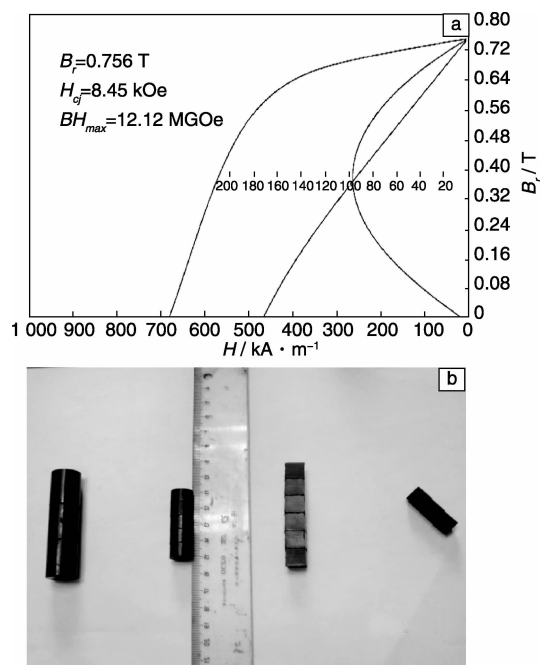 a
B_r=0.756 T
H_cj=8.45 kOe
BH_max=12.12 MGOe
0.80
0.72
0.64
0.56
0.48
0.40
0.32
0.24
0.16
0.08
0
B_r / T
200 180 160 140 120 100 80 60 40 20
1 000 900 800 700 600 500 400 300 200 100 0
H / kA · m⁻¹
b